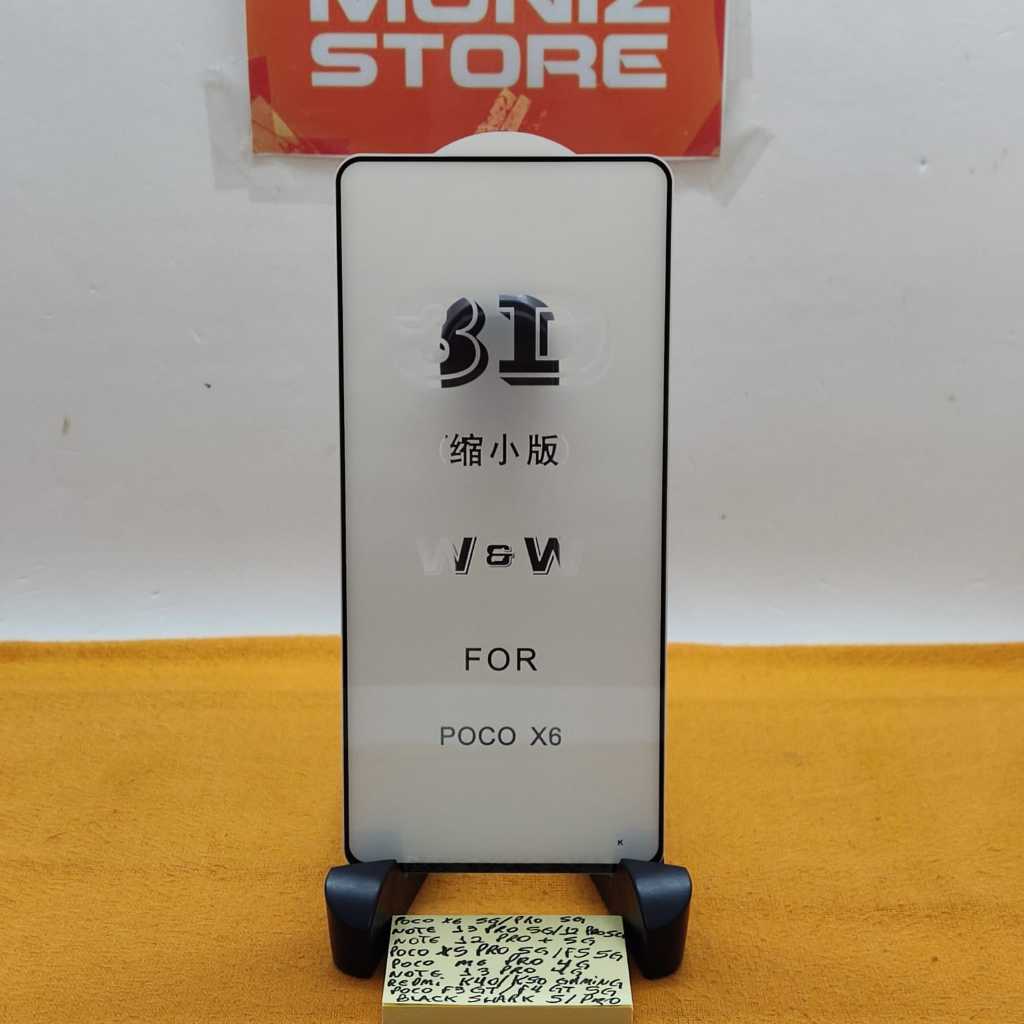 MUNIZ
STORE
3D
缩小版
W & W
FOR
POCO X6
K
POCO X6 5G/PRO 5G
NOTE 13 PRO 5G/12 PRO 5G
NOTE 12 PRO + 5G
POCO X5 PRO 5G/F5 5G
POCO M6 PRO 4G
NOTE 13 PRO 4G
REDMI K40/K50 GAMING
POCO F3 GT/F4 GT 5G
BLACK SHARK 5/PRO